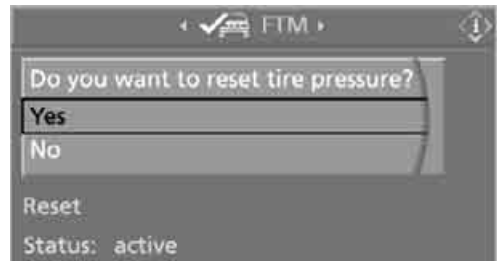 FTM
Do you want to reset tire pressure?
Yes
No
Reset
Status: active